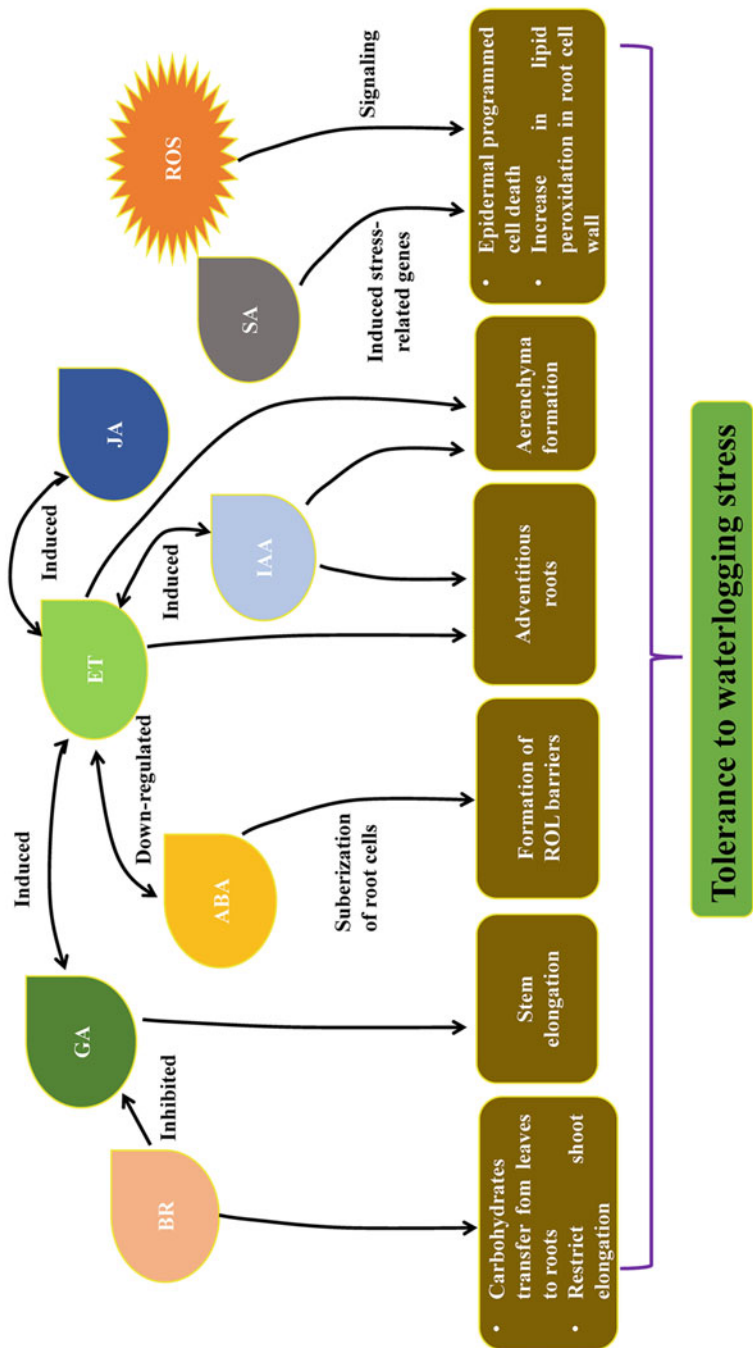 BR
Inhibited
GA
Induced
ET
Down-regulated
ABA
Suberization
of root cells
Induced
JA
Induced
IAA
SA
ROS
Induced stress-
related genes
Signaling
• Carbohydrates
transfer fom leaves
to roots
• Restrict shoot
elongation
Stem
elongation
Formation of
ROL barriers
Adventitious
roots
Aerenchyma
formation
• Epidermal programmed
cell death
• Increase in lipid
peroxidation in root cell
wall
Tolerance to waterlogging stress